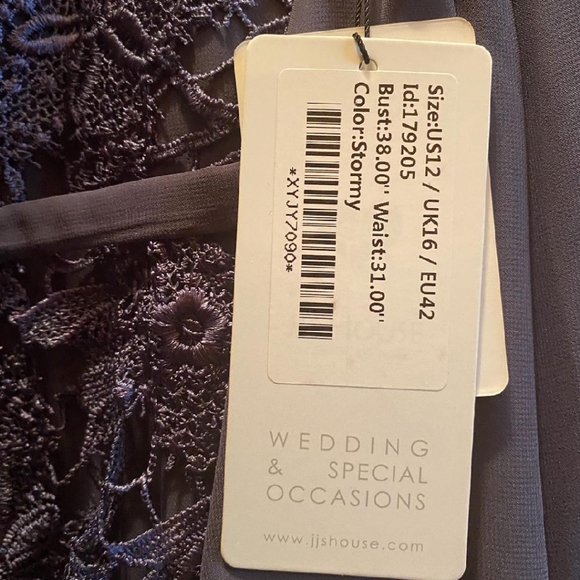 Size:US12 / UK16 / EU42
Id:179205
Bust:38.00'' Waist:31.00''
Color:Stormy
*XYJY7090*
WEDDING
& SPECIAL
OCCASIONS
www.jjshouse.com